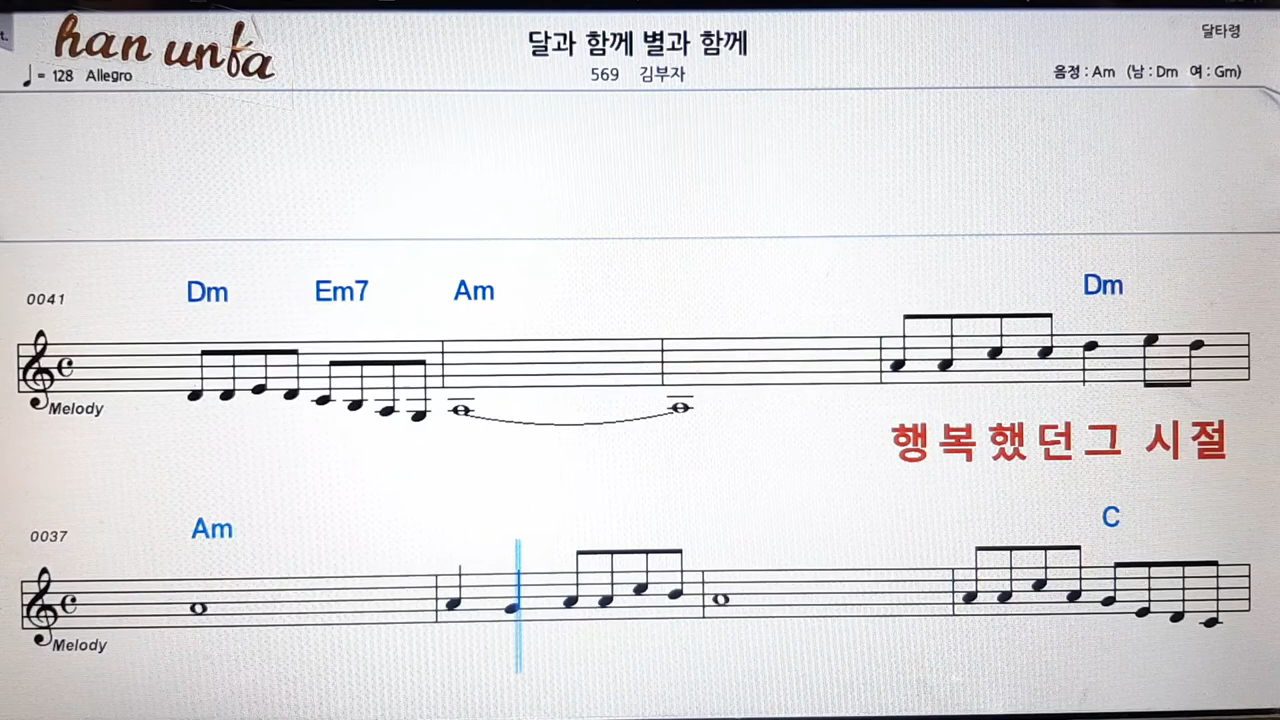 t.
han unfa
달과 함께 별과 함께
달타령
♩= 128 Allegro
569 김부자
음정 : Am (남 : Dm 여 : Gm)
0041
Dm Em7 Am Dm
Melody
행복했던그 시절
0037
Am C
Melody